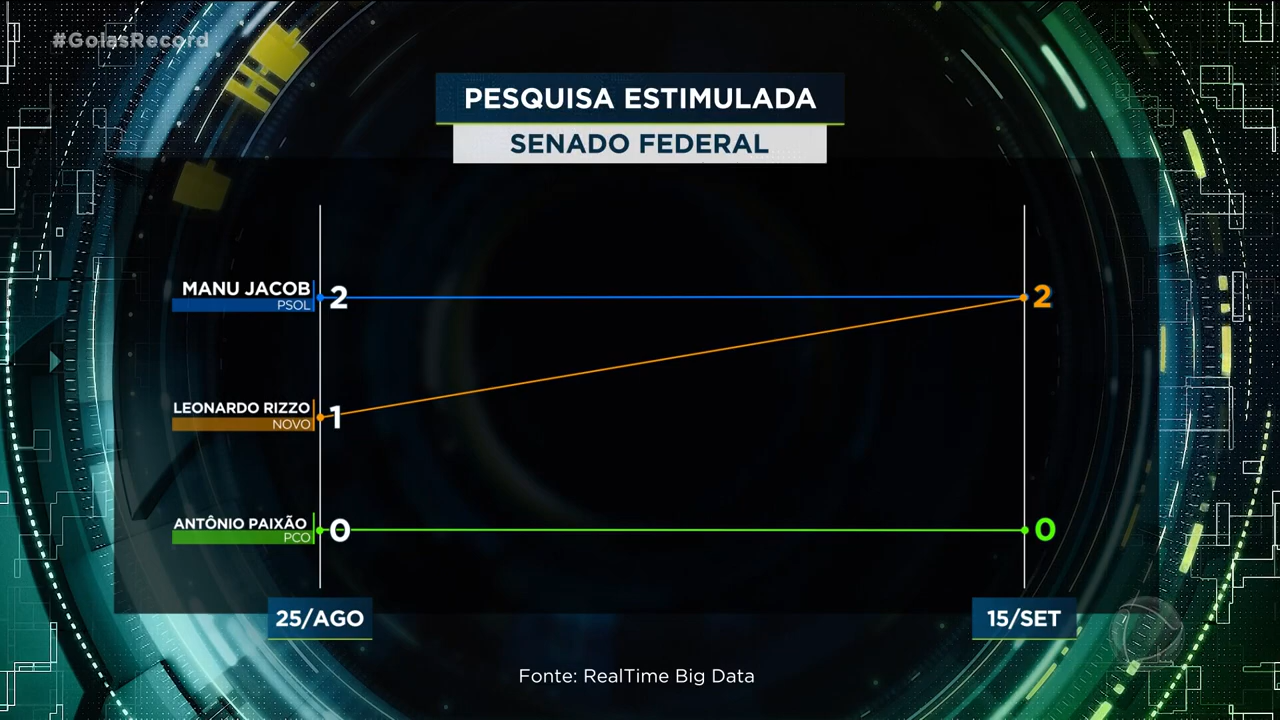 #GoiasRecord
PESQUISA ESTIMULADA
SENADO FEDERAL
MANU JACOB
PSOL
2
2
LEONARDO RIZZO
NOVO
1
ANTÔNIO PAIXÃO
PCO
0
0
25/AGO
15/SET
Fonte: RealTime Big Data